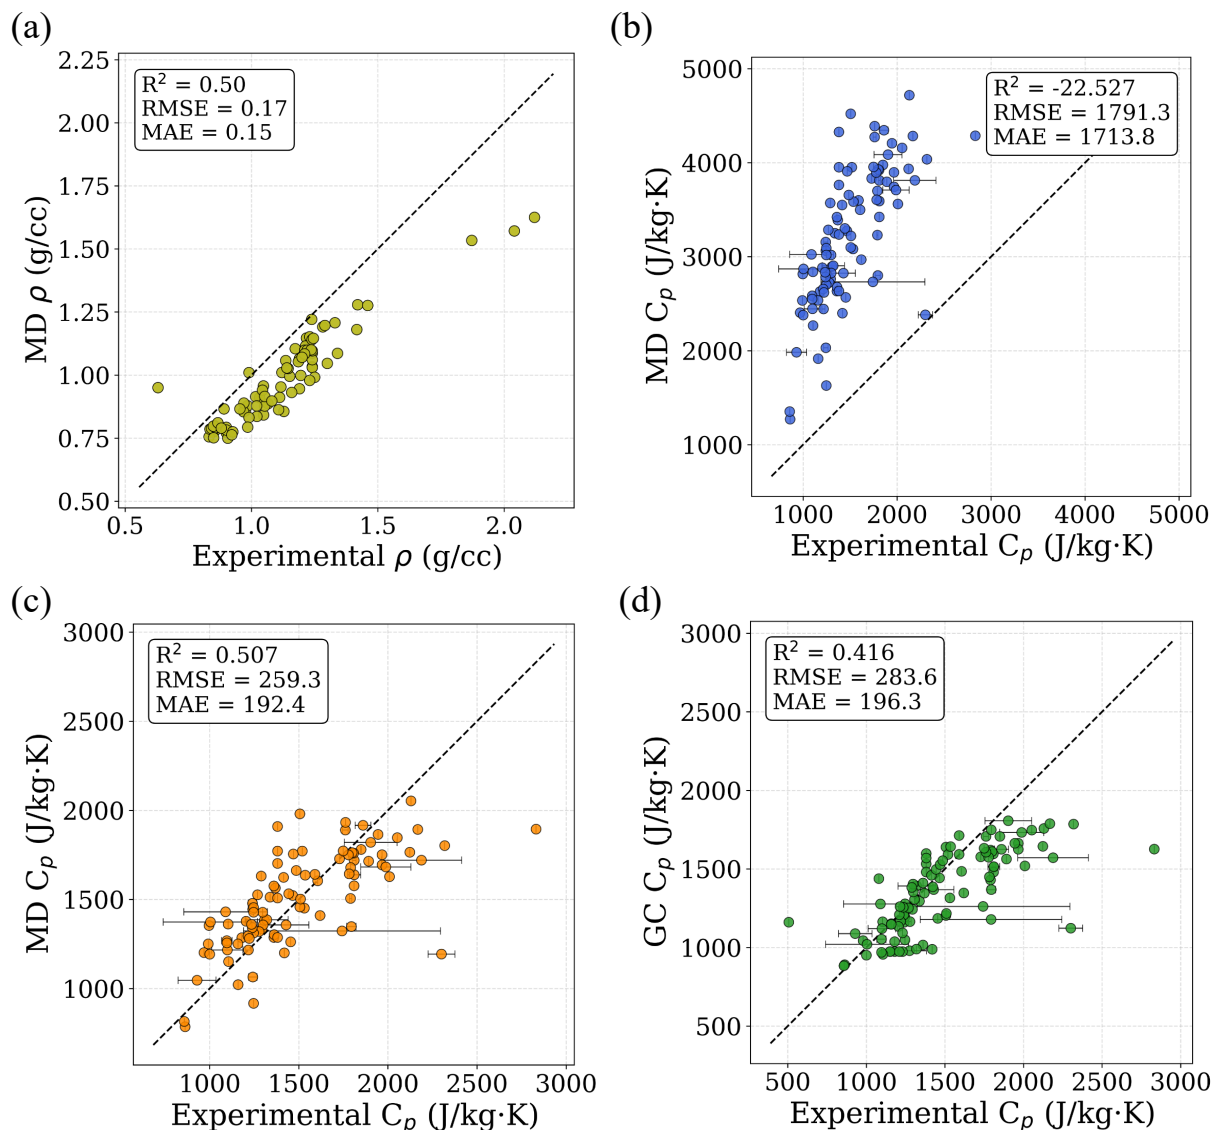 (a)
2.25
2.00
1.75
1.50
1.25
1.00
0.75
0.50
R² = 0.50
RMSE = 0.17
MAE = 0.15
MD ρ (g/cc)
0.5
1.0
1.5
2.0
Experimental ρ (g/cc)
(b)
5000
4000
3000
2000
1000
R² = -22.527
RMSE = 1791.3
MAE = 1713.8
MD Cₚ (J/kg·K)
1000
2000
3000
4000
5000
Experimental Cₚ (J/kg·K)
(c)
3000
2500
2000
1500
1000
R² = 0.507
RMSE = 259.3
MAE = 192.4
MD Cₚ (J/kg·K)
1000
1500
2000
2500
3000
Experimental Cₚ (J/kg·K)
(d)
3000
2500
2000
1500
1000
500
R² = 0.416
RMSE = 283.6
MAE = 196.3
GC Cₚ (J/kg·K)
500
1000
1500
2000
2500
3000
Experimental Cₚ (J/kg·K)